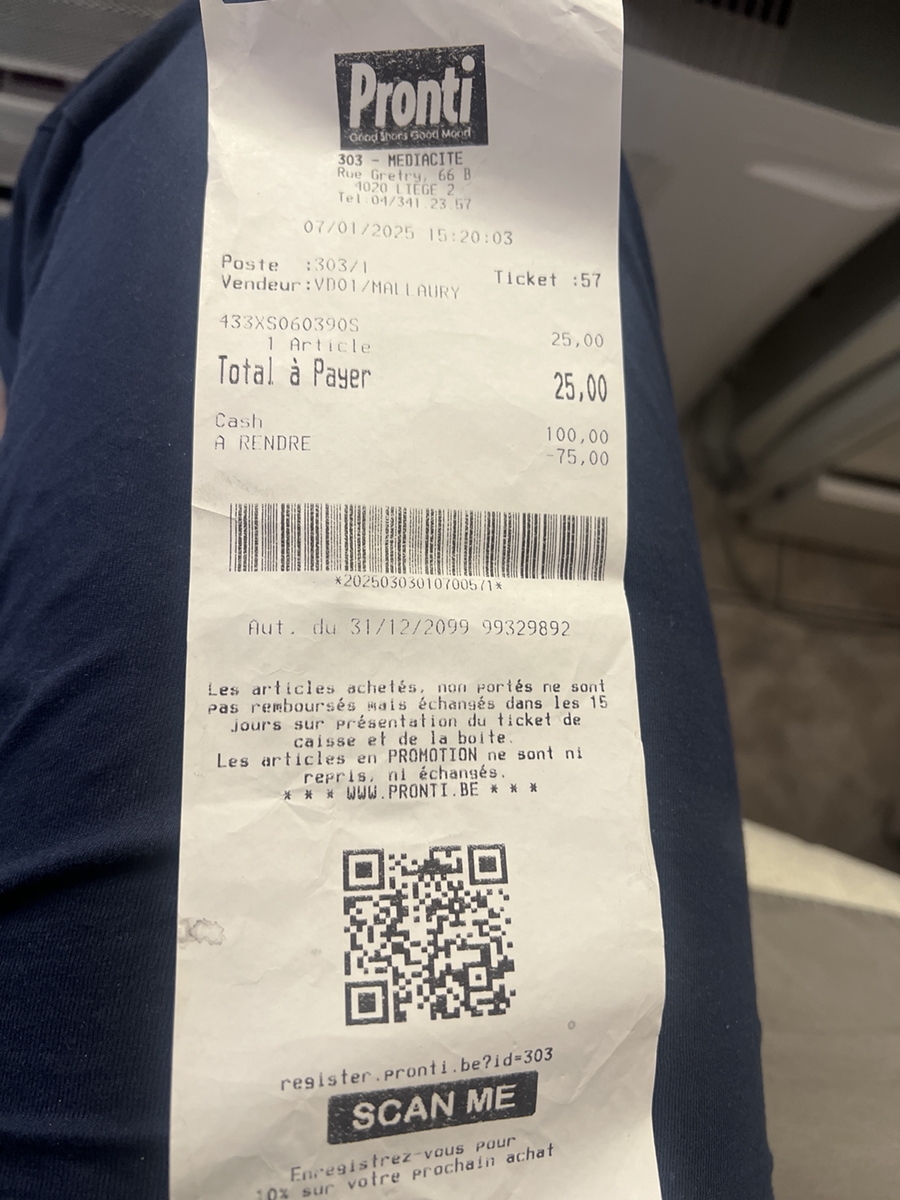 Pronti
Good Shoes Good Mood
303 - MEDIACITE
Rue Gretry, 66 B
4020 LIEGE 2
Tel.04/341.23.57
07/01/2025 15:20:03
Poste :303/1
Ticket :57
Vendeur:VD01/MALLAURY
433XS060390S
25,00
1 Article
Total à Payer 25,00
Cash 100,00
A RENDRE -75,00
*20250303010700571*
Aut. du 31/12/2099 99329892
Les articles achetés, non portés ne sont
pas remboursés mais échangés dans les 15
jours sur présentation du ticket de
caisse et de la boite.
Les articles en PROMOTION ne sont ni
repris, ni échangés.
* * * WWW.PRONTI.BE * * *
register.pronti.be?id=303
SCAN ME
Enregistrez-vous pour
10% sur votre prochain achat